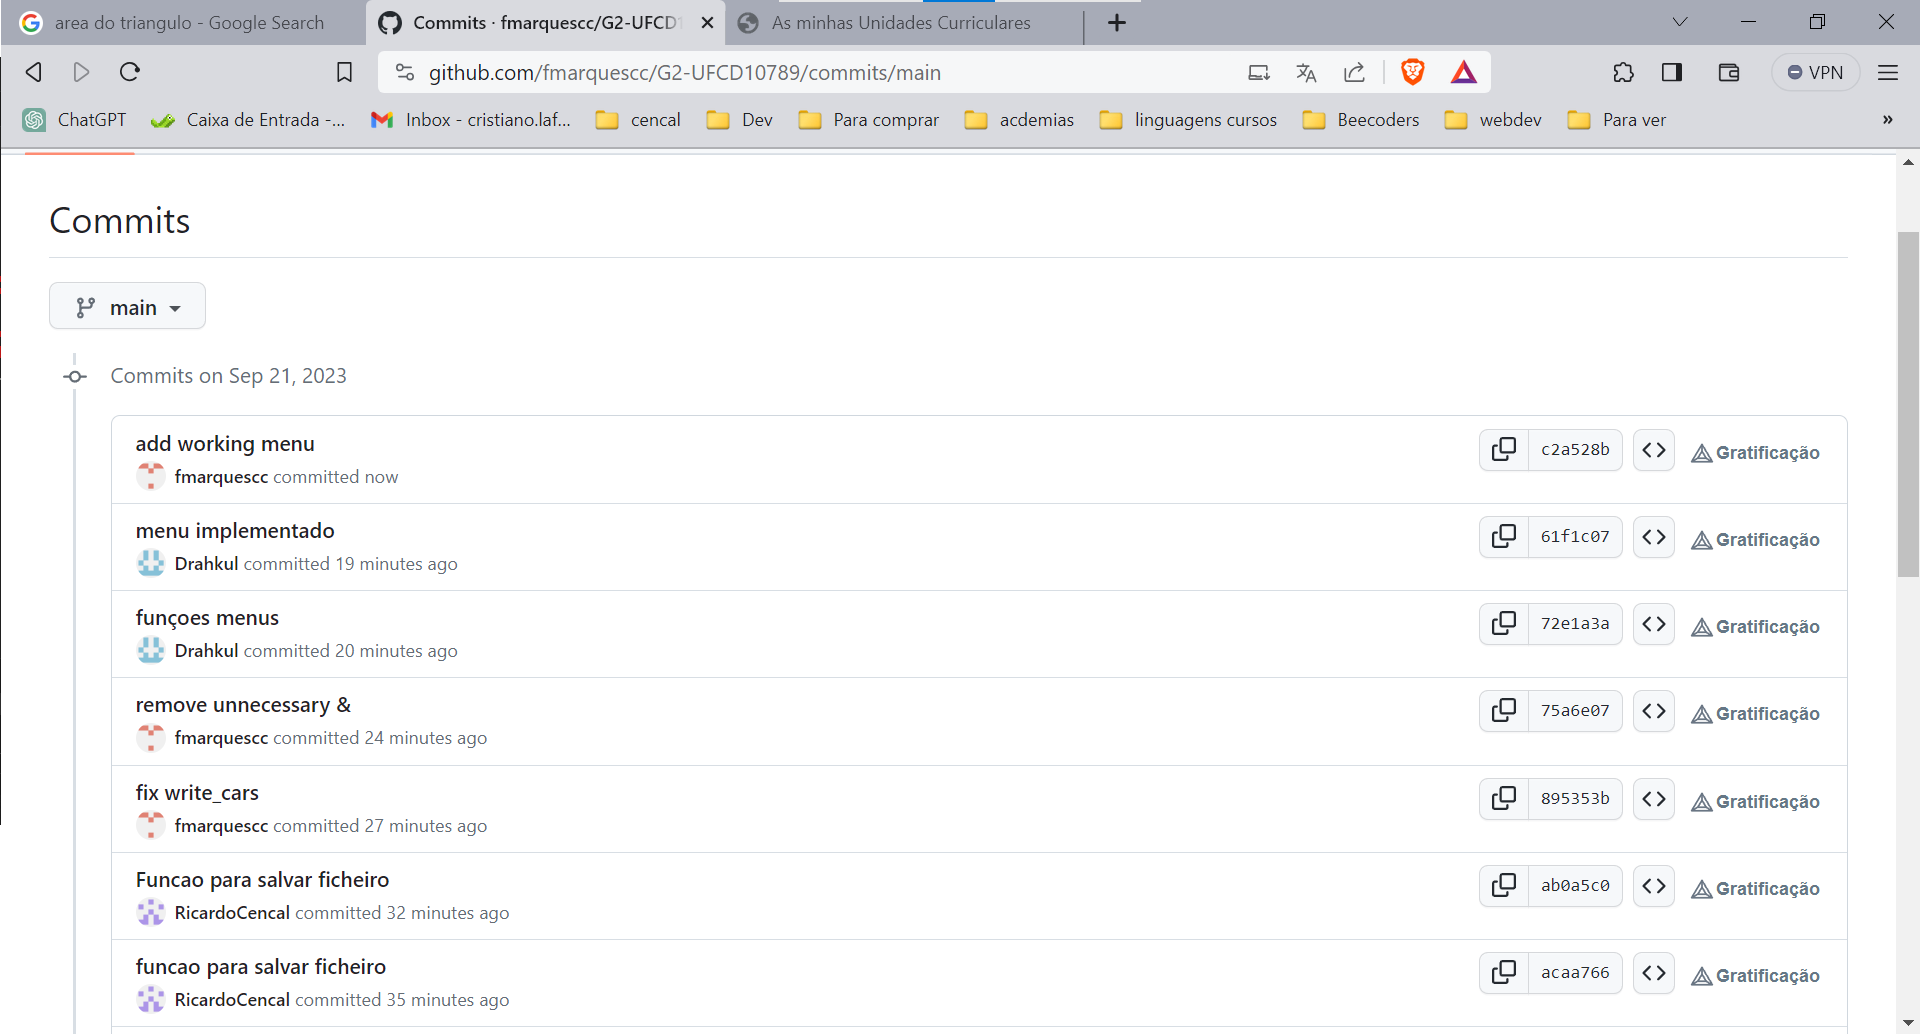 area do triangulo - Google Search
Commits · fmarquescc/G2-UFCD1
As minhas Unidades Curriculares
github.com/fmarquescc/G2-UFCD10789/commits/main
VPN
ChatGPT
Caixa de Entrada -...
Inbox - cristiano.laf...
cencal
Dev
Para comprar
acdemias
linguagens cursos
Beecoders
webdev
Para ver
»
Commits
main
Commits on Sep 21, 2023
add working menu
fmarquescc committed now
c2a528b
Gratificação
menu implementado
Drahkul committed 19 minutes ago
61f1c07
Gratificação
funçoes menus
Drahkul committed 20 minutes ago
72e1a3a
Gratificação
remove unnecessary &
fmarquescc committed 24 minutes ago
75a6e07
Gratificação
fix write_cars
fmarquescc committed 27 minutes ago
895353b
Gratificação
Funcao para salvar ficheiro
RicardoCencal committed 32 minutes ago
ab0a5c0
Gratificação
funcao para salvar ficheiro
RicardoCencal committed 35 minutes ago
acaa766
Gratificação